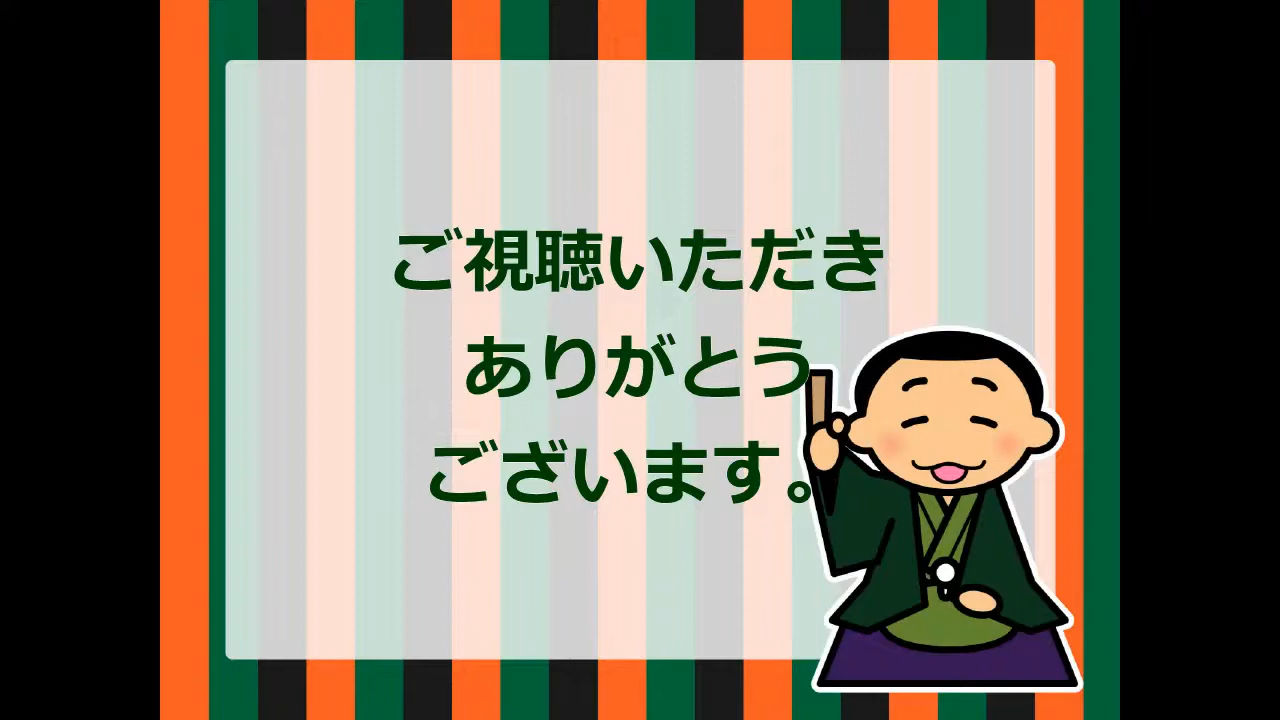 ご視聴いただき
ありがとう
ございます。